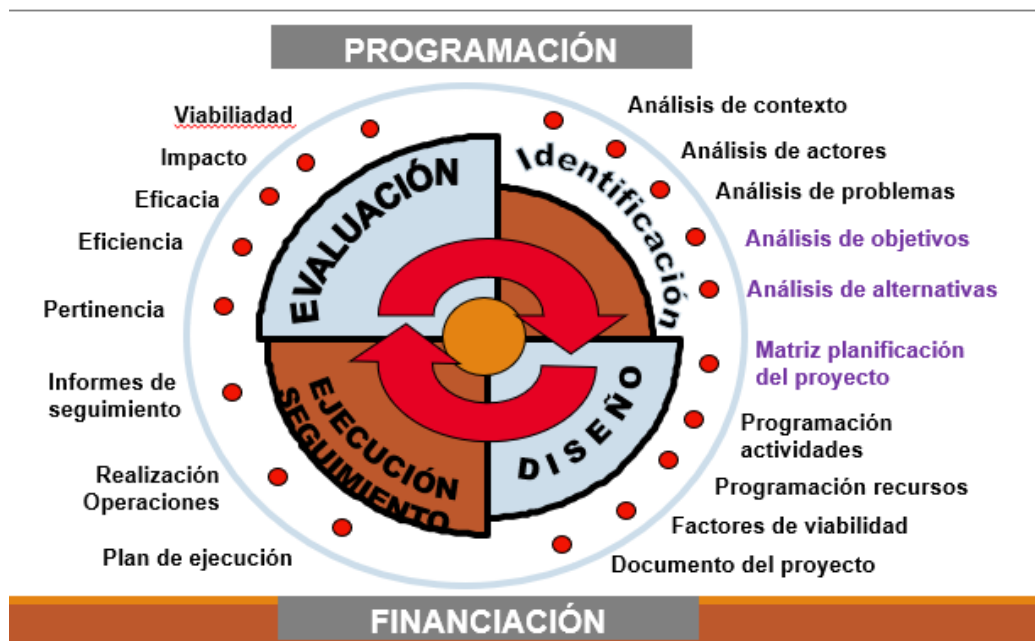 PROGRAMACIÓN
Viabiliadad
Impacto
Eficacia
Eficiencia
Pertinencia
Informes de
seguimiento
Realización
Operaciones
Plan de ejecución
EVALUACIÓN
Identificación
EJECUCIÓN
SEGUIMIENTO
DISEÑO
Análisis de contexto
Análisis de actores
Análisis de problemas
Análisis de objetivos
Análisis de alternativas
Matriz planificación
del proyecto
Programación
actividades
Programación recursos
Factores de viabilidad
Documento del proyecto
FINANCIACIÓN